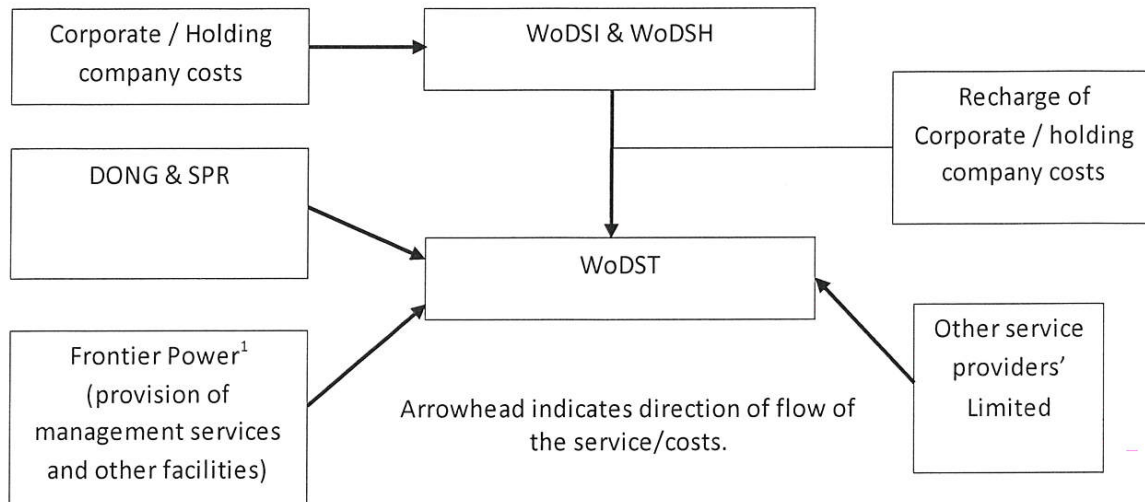 Corporate / Holding
company costs
WoDSI & WoDSH
Recharge of
Corporate / holding
company costs
DONG & SPR
WoDST
Frontier Power¹
(provision of
management services
and other facilities)
Arrowhead indicates direction of flow of
the service/costs.
Other service
providers’
Limited